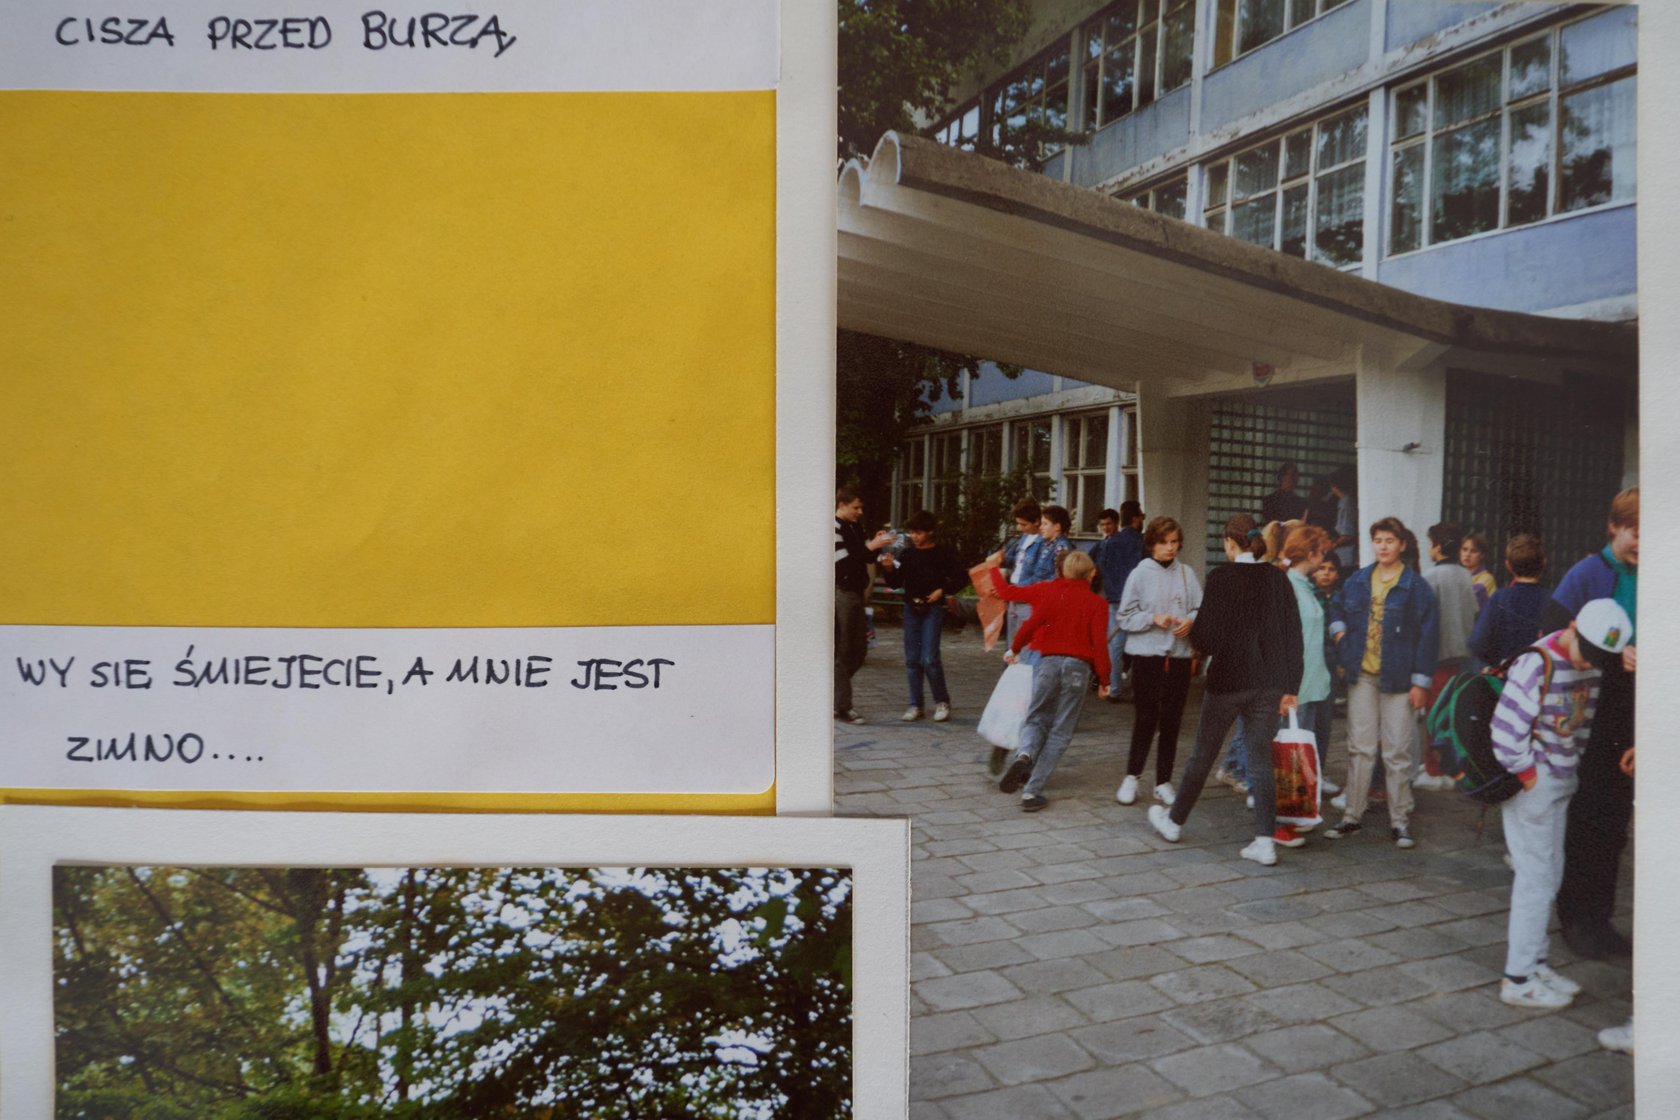 CISZA PRZED BURZĄ
WY SIĘ ŚMIEJECIE, A MNIE JEST
ZIMNO....